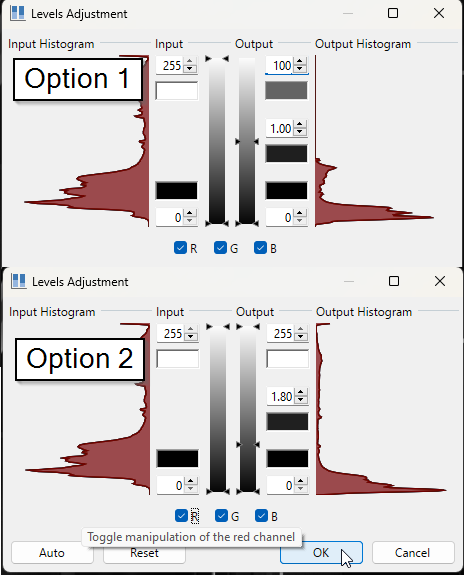 Levels Adjustment
Input Histogram Input Output Output Histogram
Option 1
255 100
1.00
0 0
R G B
Levels Adjustment
Input Histogram Input Output Output Histogram
255 255
Option 2
1.80
0 0
R G B
Toggle manipulation of the red channel
Auto Reset OK Cancel